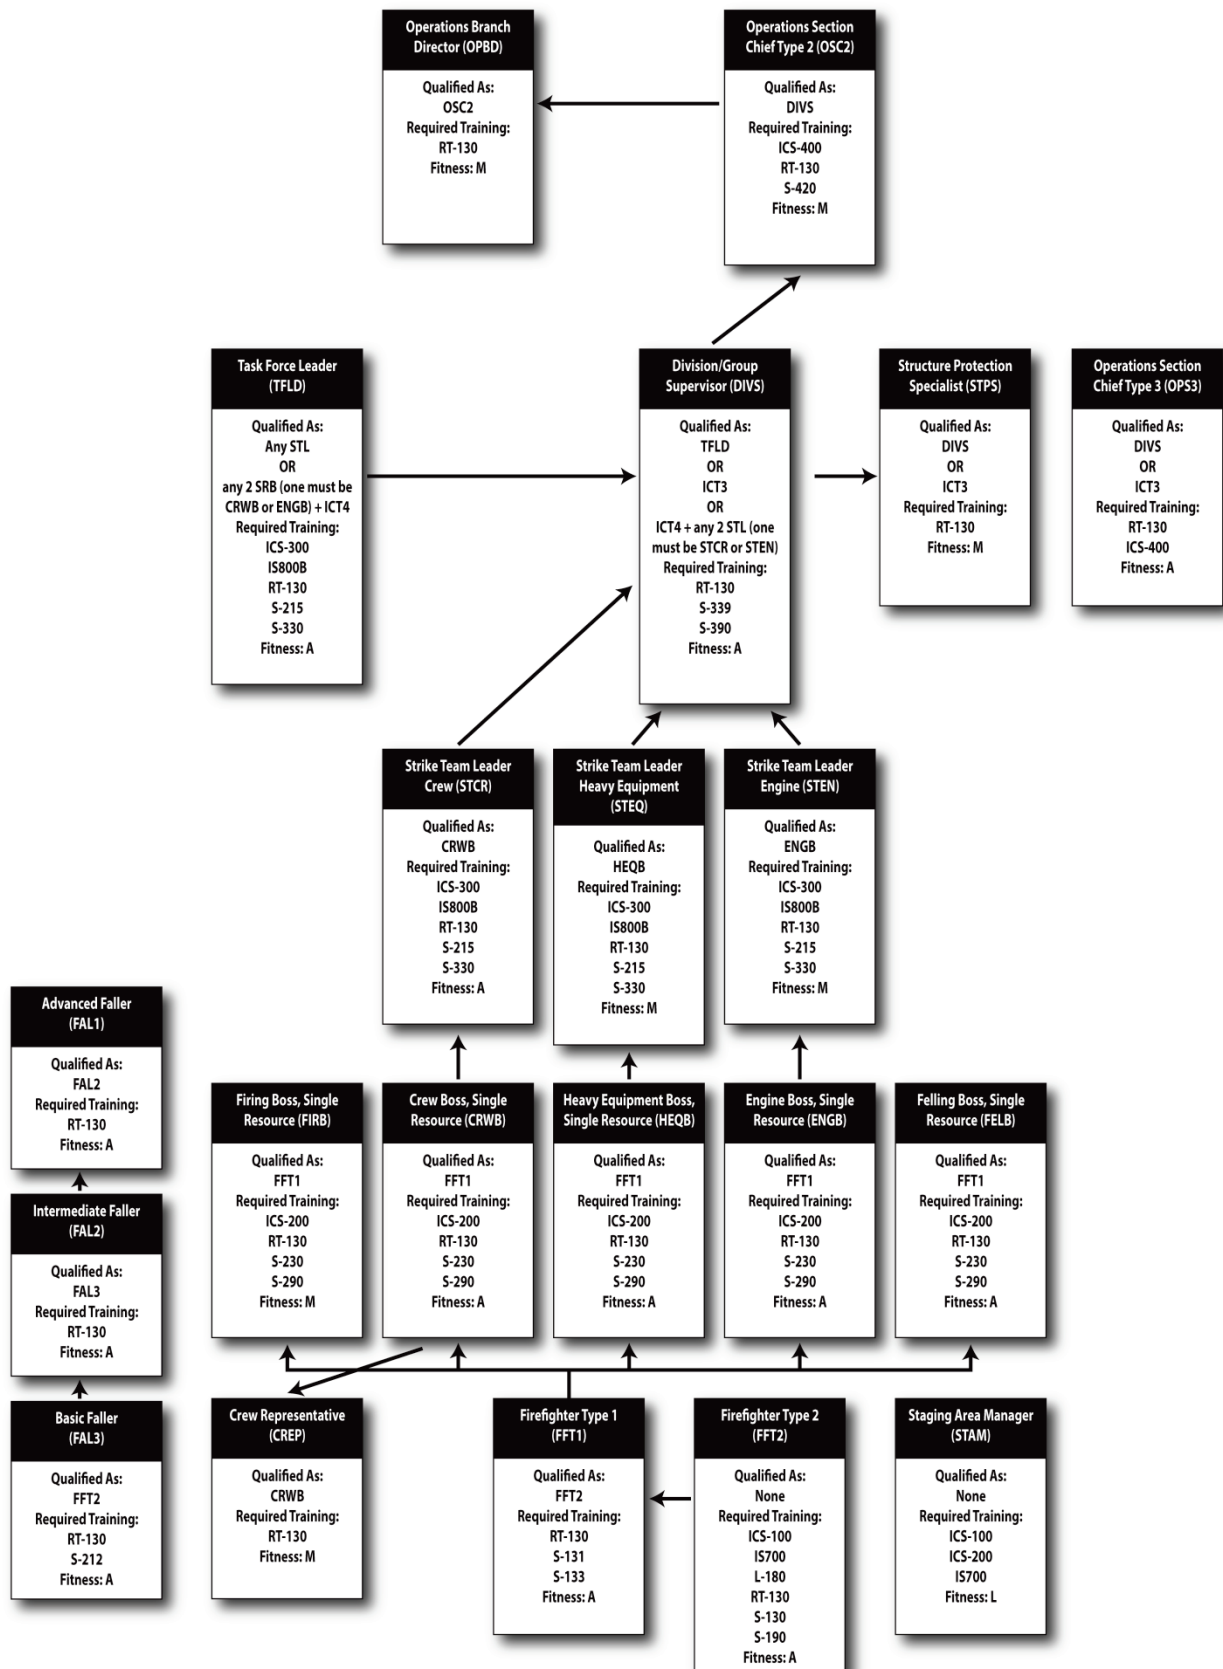 Operations Branch
Director (OPBD)
Qualified As:
OSC2
Required Training:
RT-130
Fitness: M
Operations Section
Chief Type 2 (OSC2)
Qualified As:
DIVS
Required Training:
ICS-400
RT-130
S-420
Fitness: M
Task Force Leader
(TFLD)
Qualified As:
Any STL
OR
any 2 SRB (one must be
CRWB or ENGB) + ICT4
Required Training:
ICS-300
IS800B
RT-130
S-215
S-330
Fitness: A
Division/Group
Supervisor (DIVS)
Qualified As:
TFLD
OR
ICT3
OR
ICT4 + any 2 STL (one
must be STCR or STEN)
Required Training:
RT-130
S-339
S-390
Fitness: A
Structure Protection
Specialist (STPS)
Qualified As:
DIVS
OR
ICT3
Required Training:
RT-130
Fitness: M
Operations Section
Chief Type 3 (OPS3)
Qualified As:
DIVS
OR
ICT3
Required Training:
RT-130
ICS-400
Fitness: A
Strike Team Leader
Crew (STCR)
Qualified As:
CRWB
Required Training:
ICS-300
IS800B
RT-130
S-215
S-330
Fitness: A
Strike Team Leader
Heavy Equipment
(STEQ)
Qualified As:
HEQB
Required Training:
ICS-300
IS800B
RT-130
S-215
S-330
Fitness: M
Strike Team Leader
Engine (STEN)
Qualified As:
ENGB
Required Training:
ICS-300
IS800B
RT-130
S-215
S-330
Fitness: M
Advanced Faller
(FAL1)
Qualified As:
FAL2
Required Training:
RT-130
Fitness: A
Firing Boss, Single
Resource (FIRB)
Qualified As:
FFT1
Required Training:
ICS-200
RT-130
S-230
S-290
Fitness: M
Crew Boss, Single
Resource (CRWB)
Qualified As:
FFT1
Required Training:
ICS-200
RT-130
S-230
S-290
Fitness: A
Heavy Equipment Boss,
Single Resource (HEQB)
Qualified As:
FFT1
Required Training:
ICS-200
RT-130
S-230
S-290
Fitness: A
Engine Boss, Single
Resource (ENGB)
Qualified As:
FFT1
Required Training:
ICS-200
RT-130
S-230
S-290
Fitness: A
Felling Boss, Single
Resource (FELB)
Qualified As:
FFT1
Required Training:
ICS-200
RT-130
S-230
S-290
Fitness: A
Intermediate Faller
(FAL2)
Qualified As:
FAL3
Required Training:
RT-130
Fitness: A
Basic Faller
(FAL3)
Qualified As:
FFT2
Required Training:
RT-130
S-212
Fitness: A
Crew Representative
(CREP)
Qualified As:
CRWB
Required Training:
RT-130
Fitness: M
Firefighter Type 1
(FFT1)
Qualified As:
FFT2
Required Training:
RT-130
S-131
S-133
Fitness: A
Firefighter Type 2
(FFT2)
Qualified As:
None
Required Training:
ICS-100
IS700
L-180
RT-130
S-130
S-190
Fitness: A
Staging Area Manager
(STAM)
Qualified As:
None
Required Training:
ICS-100
ICS-200
IS700
Fitness: L